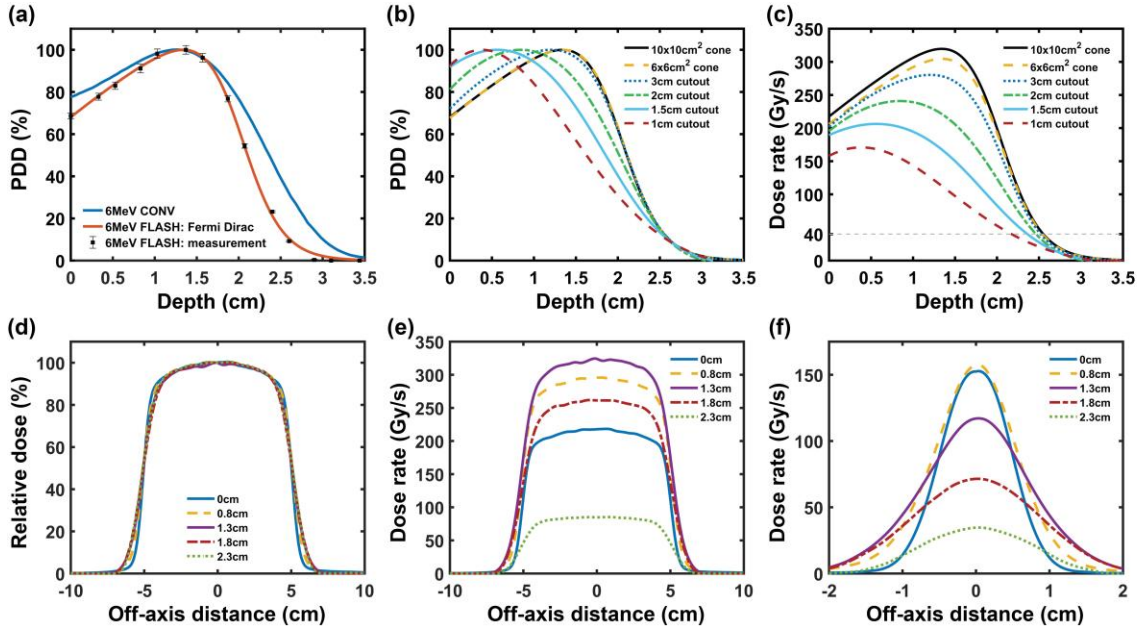 (a)
PDD (%)
100
80
60
40
20
0
6MeV CONV
6MeV FLASH: Fermi Dirac
6MeV FLASH: measurement
0 0.5 1 1.5 2 2.5 3 3.5
Depth (cm)
(b)
PDD (%)
100
80
60
40
20
0
10x10cm² cone
6x6cm² cone
3cm cutout
2cm cutout
1.5cm cutout
1cm cutout
0 0.5 1 1.5 2 2.5 3 3.5
Depth (cm)
(c)
Dose rate (Gy/s)
350
300
250
200
150
100
40
0
10x10cm² cone
6x6cm² cone
3cm cutout
2cm cutout
1.5cm cutout
1cm cutout
0 0.5 1 1.5 2 2.5 3 3.5
Depth (cm)
(d)
Relative dose (%)
100
80
60
40
20
0
0cm
0.8cm
1.3cm
1.8cm
2.3cm
-10 -5 0 5 10
Off-axis distance (cm)
(e)
Dose rate (Gy/s)
350
300
250
200
150
100
50
0
0cm
0.8cm
1.3cm
1.8cm
2.3cm
-10 -5 0 5 10
Off-axis distance (cm)
(f)
Dose rate (Gy/s)
150
100
50
0
0cm
0.8cm
1.3cm
1.8cm
2.3cm
-2 -1 0 1 2
Off-axis distance (cm)